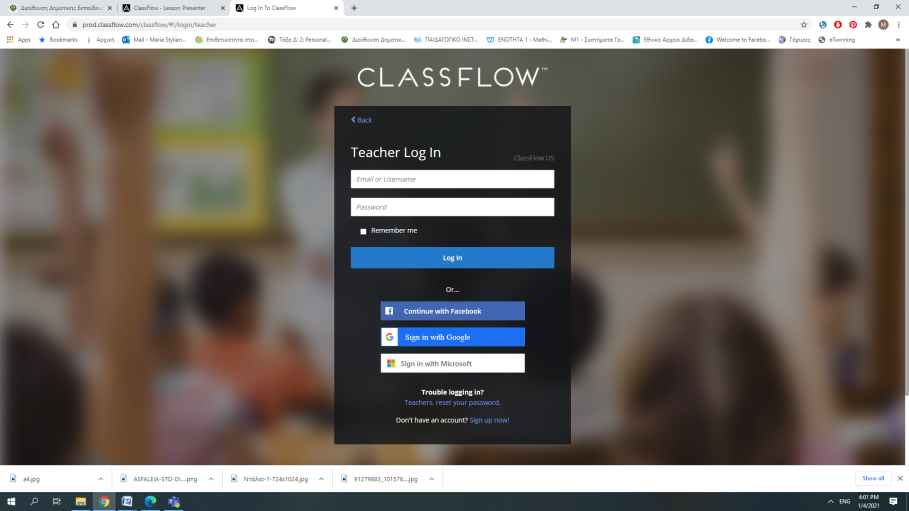 Διεύθυνση Δημοτικής Εκπαίδευ
ClassFlow - Lesson Presenter
Log In To ClassFlow
prod.classflow.com/classflow/#!/login/teacher
Apps
Bookmarks
Αρχική
Mail - Maria Stylian...
Επιθετικότητα στο...
Τάξη Δ' 2: Personal...
Διεύθυνση Δημοτικ...
ΠΑΙΔΑΓΩΓΙΚΟ ΙΝΣΤ...
ΕΝΟΤΗΤΑ 1 - Mathi...
M1 - Συστήματα Γρ...
Εθνικό Αρχείο Διδα...
Welcome to Facebo...
Γέφυρες
eTwinning
CLASSFLOW™
Back
Teacher Log In
ClassFlow US
Email or Username
Password
Remember me
Log In
Or...
Continue with Facebook
Sign in with Google
Sign in with Microsoft
Trouble logging in?
Teachers, reset your password.
Don't have an account? Sign up now!
a4.jpg
ASFALEIA-STO-DI....png
Ντάλια-1-724x1024.jpg
91279883_101576....jpg
Show all
ENG
4:01 PM
1/4/2021